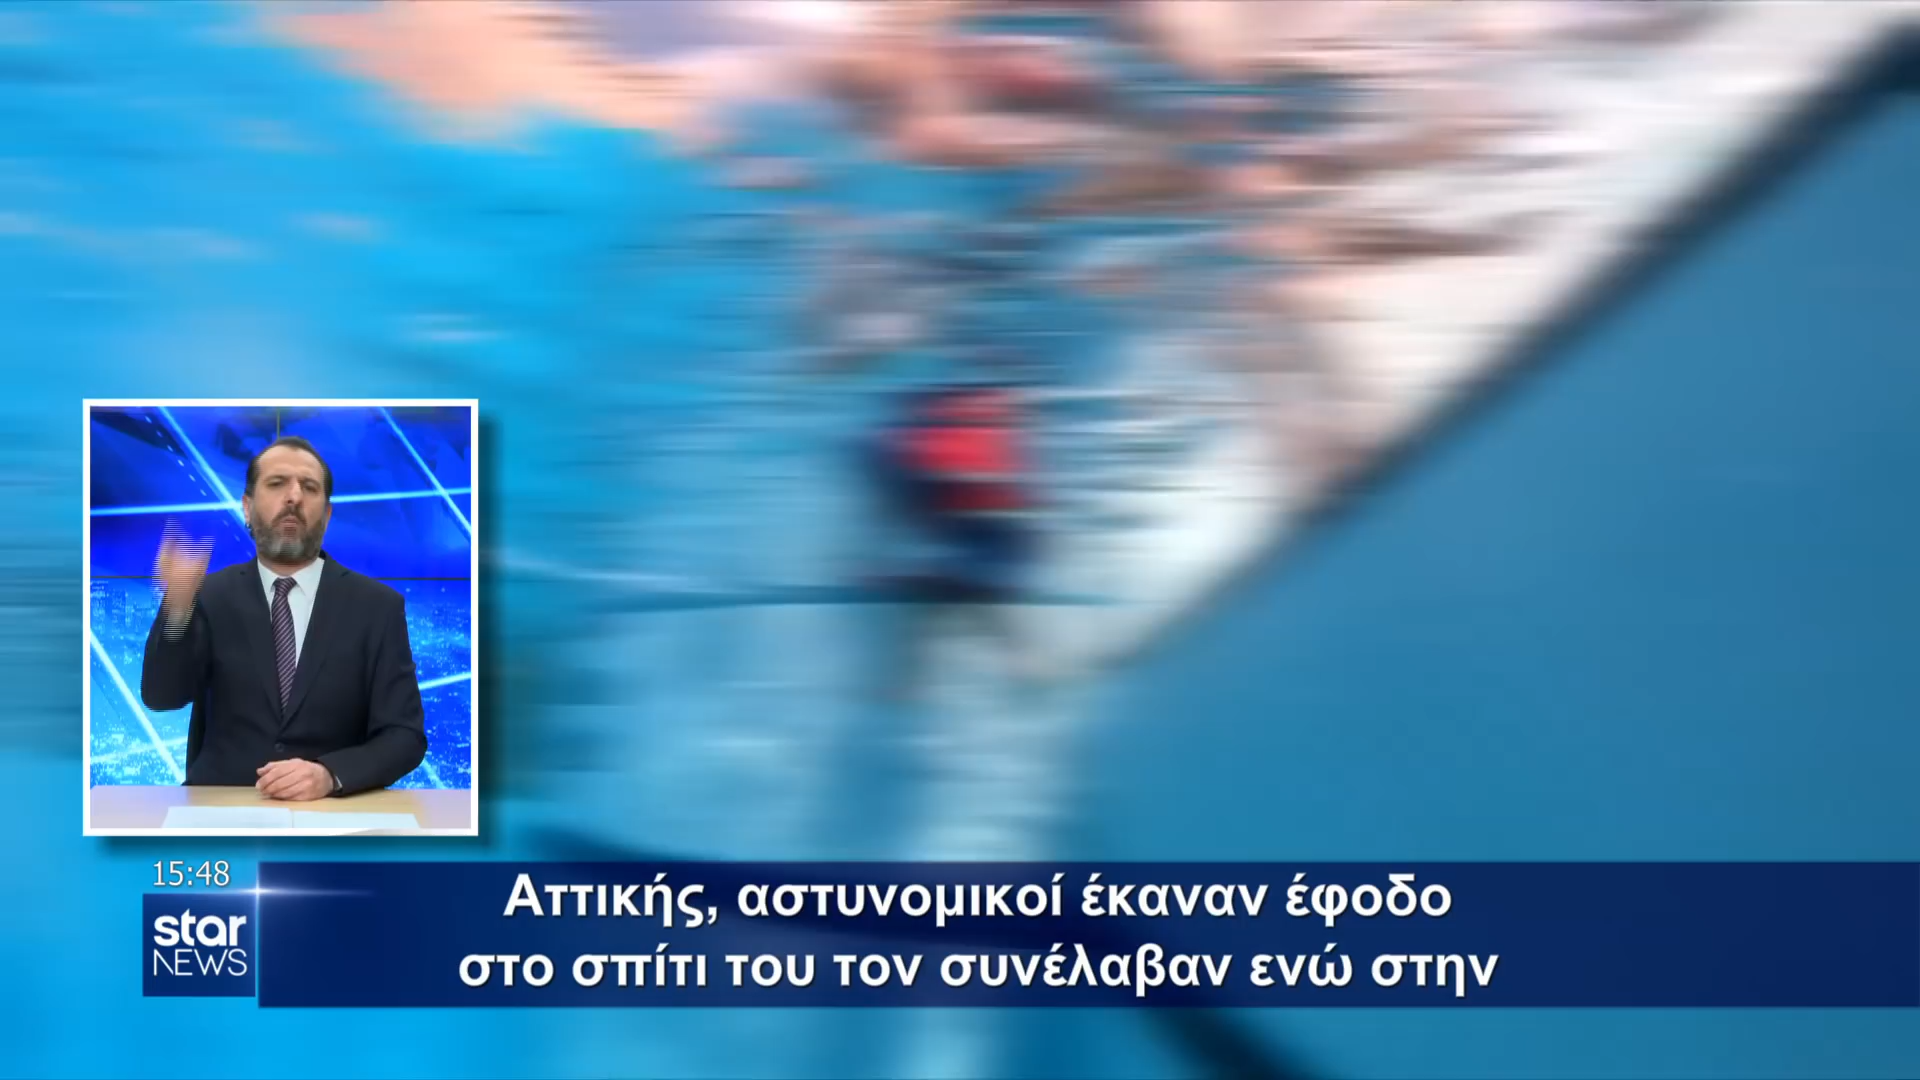 15:48
star
NEWS
Αττικής, αστυνομικοί έκαναν έφοδο
στο σπίτι του τον συνέλαβαν ενώ στην